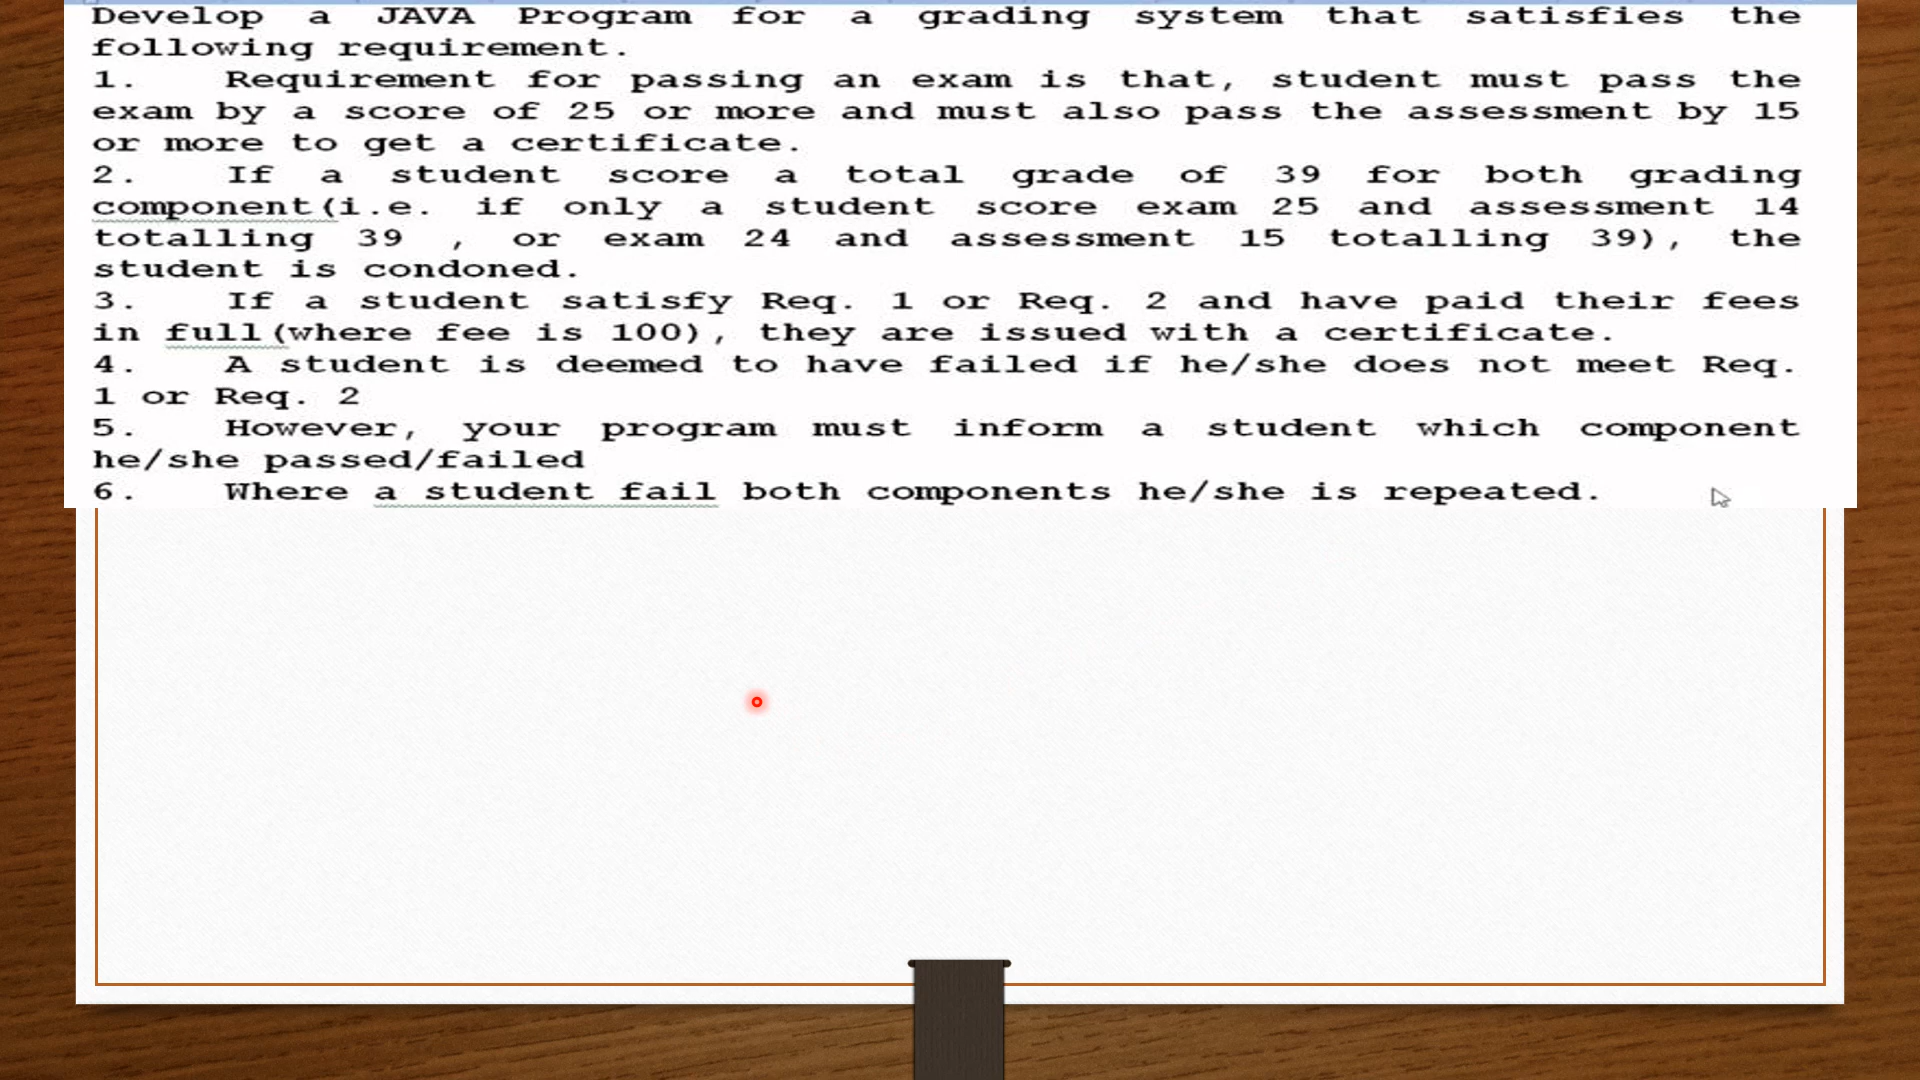 Develop a JAVA Program for a grading system that satisfies the
following requirement.
1. Requirement for passing an exam is that, student must pass the
exam by a score of 25 or more and must also pass the assessment by 15
or more to get a certificate.
2. If a student score a total grade of 39 for both grading
component(i.e. if only a student score exam 25 and assessment 14
totalling 39 , or exam 24 and assessment 15 totalling 39), the
student is condoned.
3. If a student satisfy Req. 1 or Req. 2 and have paid their fees
in full(where fee is 100), they are issued with a certificate.
4. A student is deemed to have failed if he/she does not meet Req.
1 or Req. 2
5. However, your program must inform a student which component
he/she passed/failed
6. Where a student fail both components he/she is repeated.